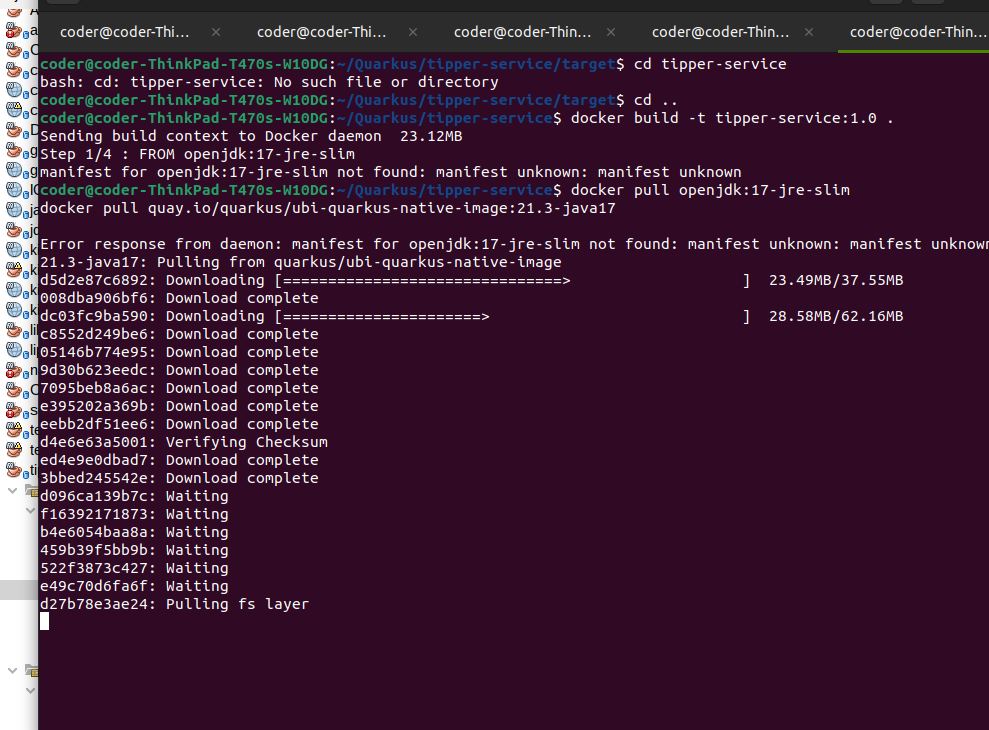 coder@coder-Thi... × coder@coder-Thi... × coder@coder-Thin... × coder@coder-Thin... × coder@coder-Thin...
coder@coder-ThinkPad-T470s-W10DG:~/Quarkus/tipper-service/target$ cd tipper-service
bash: cd: tipper-service: No such file or directory
coder@coder-ThinkPad-T470s-W10DG:~/Quarkus/tipper-service/target$ cd ..
coder@coder-ThinkPad-T470s-W10DG:~/Quarkus/tipper-service$ docker build -t tipper-service:1.0 .
Sending build context to Docker daemon  23.12MB
Step 1/4 : FROM openjdk:17-jre-slim
manifest for openjdk:17-jre-slim not found: manifest unknown: manifest unknown
coder@coder-ThinkPad-T470s-W10DG:~/Quarkus/tipper-service$ docker pull openjdk:17-jre-slim
docker pull quay.io/quarkus/ubi-quarkus-native-image:21.3-java17
Error response from daemon: manifest for openjdk:17-jre-slim not found: manifest unknown: manifest unknown
21.3-java17: Pulling from quarkus/ubi-quarkus-native-image
d5d2e87c6892: Downloading [===============================>                   ]  23.49MB/37.55MB
008dba906bf6: Download complete
dc03fc9ba590: Downloading [======================>                            ]  28.58MB/62.16MB
c8552d249be6: Download complete
05146b774e95: Download complete
9d30b623eedc: Download complete
7095beb8a6ac: Download complete
e395202a369b: Download complete
eebb2df51ee6: Download complete
d4e6e63a5001: Verifying Checksum
ed4e9e0dbad7: Download complete
3bbed245542e: Download complete
d096ca139b7c: Waiting
f16392171873: Waiting
b4e6054baa8a: Waiting
459b39f5bb9b: Waiting
522f3873c427: Waiting
e49c70d6fa6f: Waiting
d27b78e3ae24: Pulling fs layer